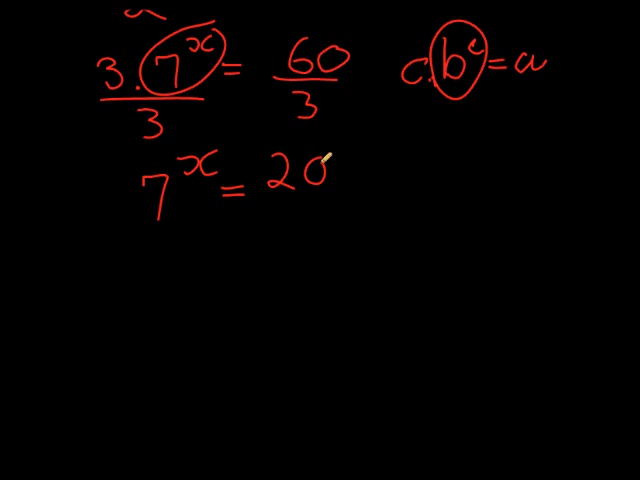 3 . 7^x / 3 = 60 / 3
c . b^c = a
7^x = 20